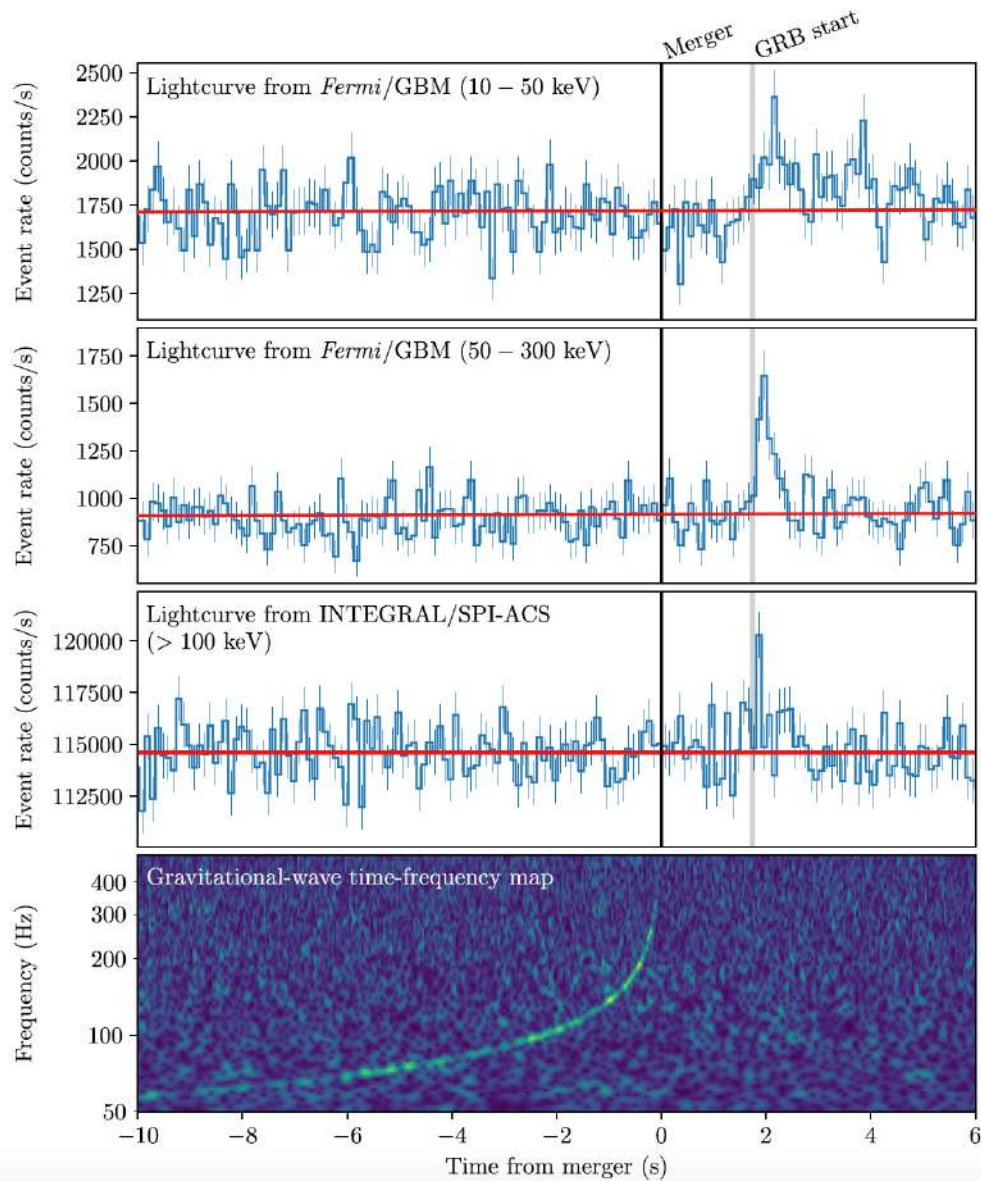 Merger
GRB start
Lightcurve from Fermi/GBM (10 – 50 keV)
Event rate (counts/s)
2500
2250
2000
1750
1500
1250
Lightcurve from Fermi/GBM (50 – 300 keV)
Event rate (counts/s)
1750
1500
1250
1000
750
Lightcurve from INTEGRAL/SPI-ACS
(> 100 keV)
Event rate (counts/s)
120000
117500
115000
112500
Gravitational-wave time-frequency map
Frequency (Hz)
400
300
200
100
50
−10 −8 −6 −4 −2 0 2 4 6
Time from merger (s)